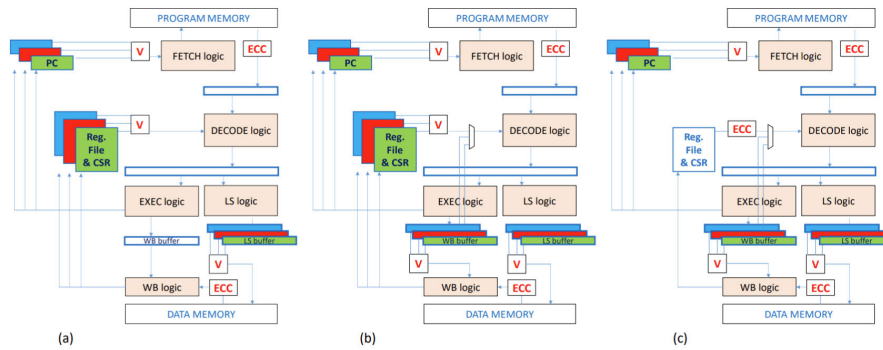 PROGRAM MEMORY
V
ECC
FETCH logic
PC
V
DECODE logic
Reg.
File
& CSR
EXEC logic
LS logic
WB buffer
LS buffer
V
WB logic
ECC
DATA MEMORY
(a)
PROGRAM MEMORY
V
ECC
FETCH logic
PC
V
DECODE logic
Reg.
File
& CSR
EXEC logic
LS logic
WB buffer
LS buffer
V
V
WB logic
ECC
DATA MEMORY
(b)
PROGRAM MEMORY
V
ECC
FETCH logic
PC
ECC
DECODE logic
Reg.
File
& CSR
EXEC logic
LS logic
WB buffer
LS buffer
V
V
WB logic
ECC
DATA MEMORY
(c)